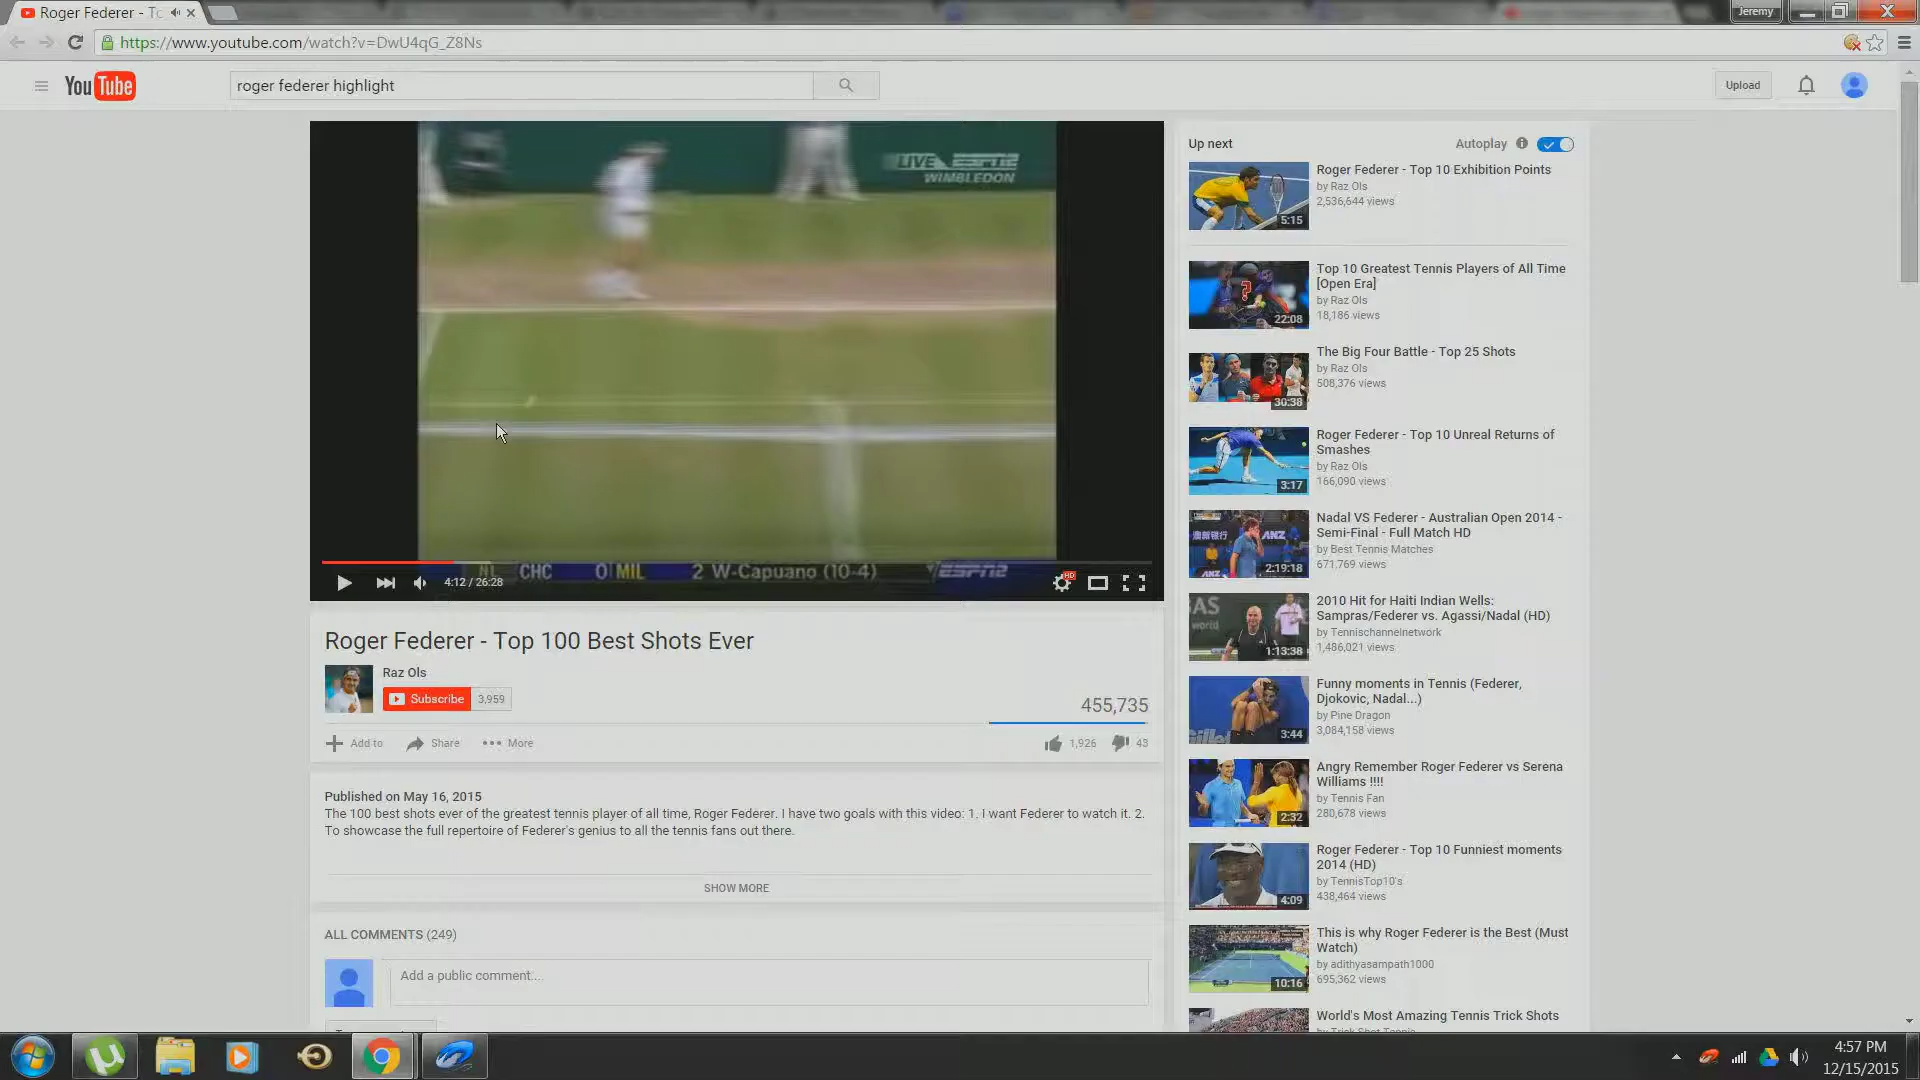 Roger Federer - To
Jeremy
https://www.youtube.com/watch?v=DwU4qG_Z8Ns
YouTube
roger federer highlight
Upload
LIVE ESPN2
WIMBLEDON
NL CHC 0 MIL 2 W-Capuano (10-4) ESPN2
4:12 / 26:28
HD
Roger Federer - Top 100 Best Shots Ever
Raz Ols
Subscribe 3,959
455,735
Add to Share More
1,926 43
Published on May 16, 2015
The 100 best shots ever of the greatest tennis player of all time, Roger Federer. I have two goals with this video: 1. I want Federer to watch it. 2.
To showcase the full repertoire of Federer's genius to all the tennis fans out there.
SHOW MORE
ALL COMMENTS (249)
Add a public comment...
Up next
Autoplay
Roger Federer - Top 10 Exhibition Points
by Raz Ols
2,536,644 views
5:15
Top 10 Greatest Tennis Players of All Time
[Open Era]
by Raz Ols
18,186 views
22:08
The Big Four Battle - Top 25 Shots
by Raz Ols
508,376 views
30:38
Roger Federer - Top 10 Unreal Returns of
Smashes
by Raz Ols
166,090 views
3:17
Nadal VS Federer - Australian Open 2014 -
Semi-Final - Full Match HD
by Best Tennis Matches
671,769 views
ANZ
ANZ
2:19:18
2010 Hit for Haiti Indian Wells:
Sampras/Federer vs. Agassi/Nadal (HD)
by Tennischannelnetwork
1,486,021 views
1:13:38
Funny moments in Tennis (Federer,
Djokovic, Nadal...)
by Pine Dragon
3,084,158 views
3:44
Angry Remember Roger Federer vs Serena
Williams !!!!
by Tennis Fan
280,678 views
2:32
Roger Federer - Top 10 Funniest moments
2014 (HD)
by TennisTop10's
438,464 views
4:09
This is why Roger Federer is the Best (Must
Watch)
by adithyasampath1000
695,362 views
10:16
World's Most Amazing Tennis Trick Shots
by Trick Shot Tennis
4:57 PM
12/15/2015